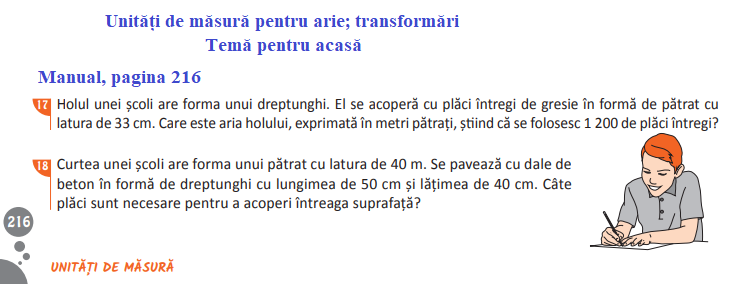 Unități de măsură pentru arie; transformări
Temă pentru acasă
Manual, pagina 216
17 Holul unei școli are forma unui dreptunghi. El se acoperă cu plăci întregi de gresie în formă de pătrat cu
latura de 33 cm. Care este aria holului, exprimată în metri pătrați, știind că se folosesc 1 200 de plăci întregi?
18 Curtea unei școli are forma unui pătrat cu latura de 40 m. Se pavează cu dale de
beton în formă de dreptunghi cu lungimea de 50 cm și lățimea de 40 cm. Câte
plăci sunt necesare pentru a acoperi întreaga suprafață?
216
UNITĂȚI DE MĂSURĂ